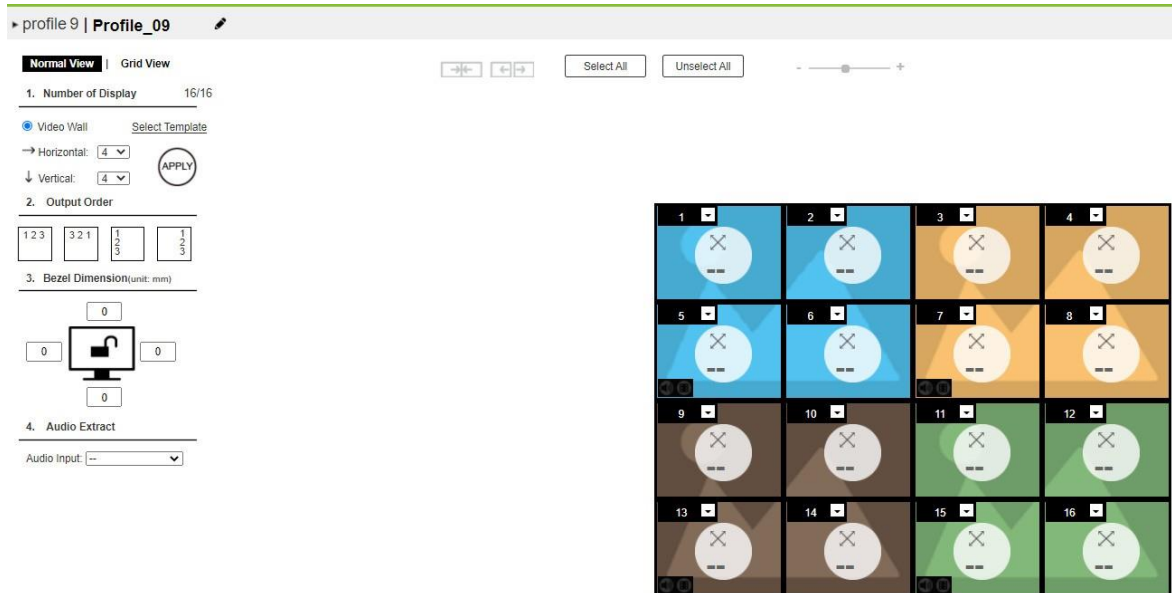 profile 9 | Profile_09
Normal View | Grid View
Select All Unselect All - +
1. Number of Display 16/16
Video Wall Select Template
Horizontal: 4
APPLY
Vertical: 4
2. Output Order
1 2 3 3 2 1 1 2 3 1 2 3
3. Bezel Dimension(unit: mm)
0
0 0
0
4. Audio Extract
Audio Input: --
1 2 3 4
-- -- -- --
5 6 7 8
-- -- -- --
9 10 11 12
-- -- -- --
13 14 15 16
-- -- -- --